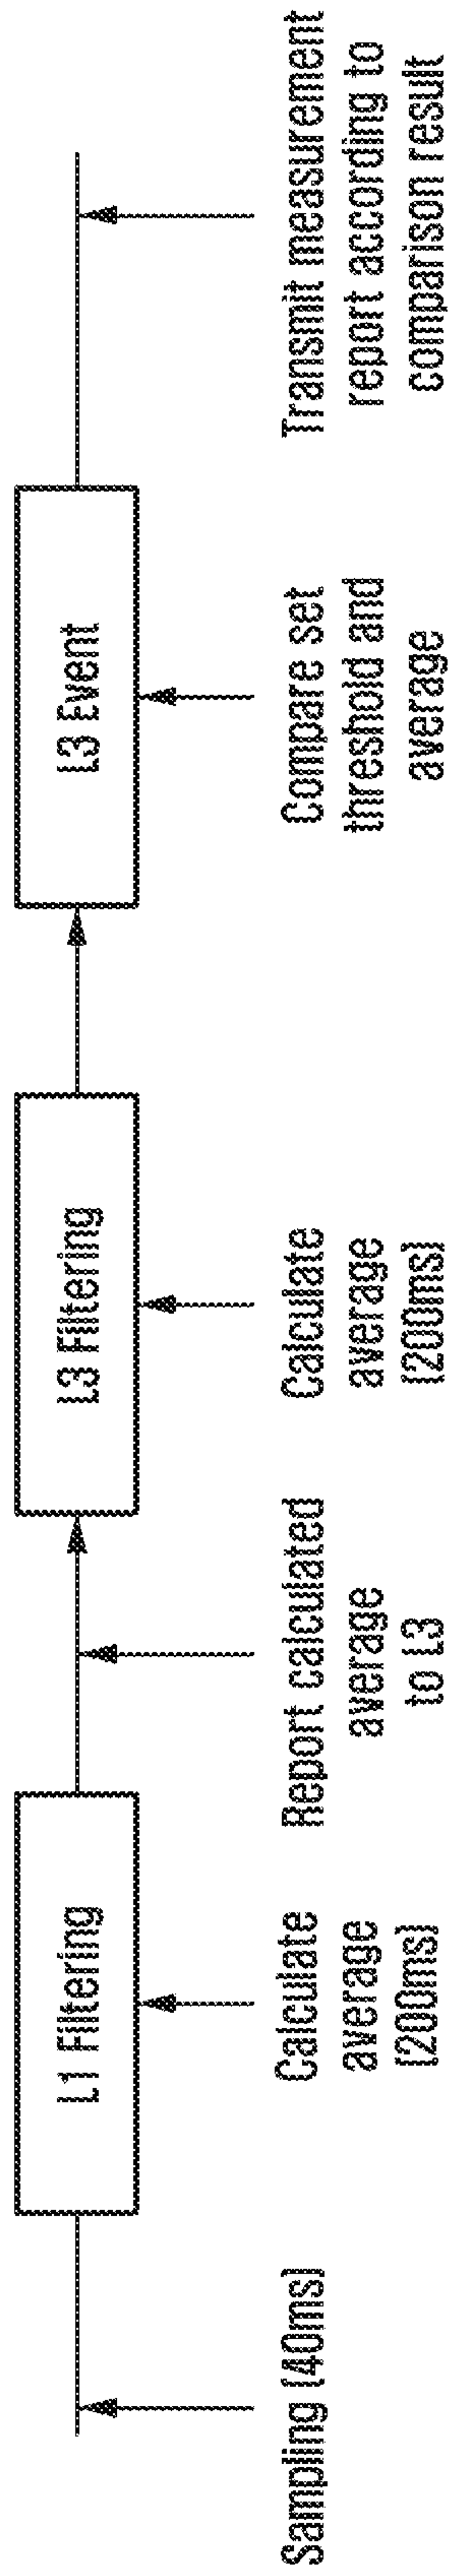 L1 Filtering
L3 Filtering
L3 Event
Sampling (40ms)
Calculate
average
(200ms)
Report calculated
average
to L3
Calculate
average
(200ms)
Compare set
threshold and
average
Transmit measurement
report according to
comparison result